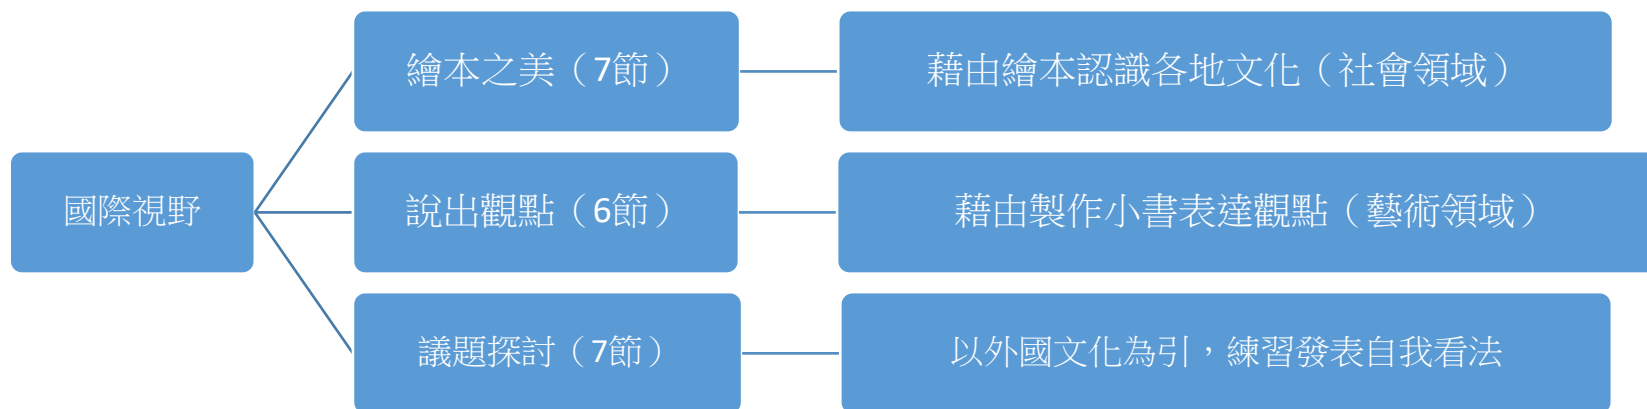 國際視野
繪本之美（7節）
藉由繪本認識各地文化（社會領域）
說出觀點（6節）
藉由製作小書表達觀點（藝術領域）
議題探討（7節）
以外國文化為引，練習發表自我看法